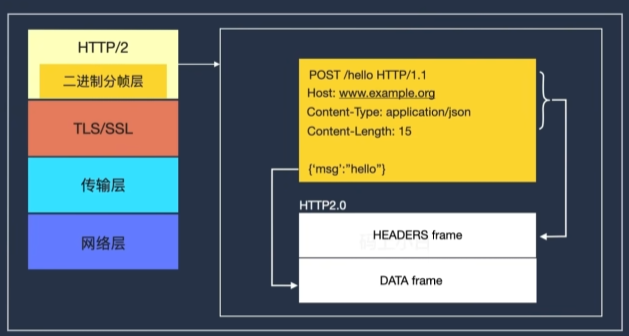 HTTP/2
二进制分帧层
TLS/SSL
传输层
网络层
POST /hello HTTP/1.1
Host: www.example.org
Content-Type: application/json
Content-Length: 15
{‘msg’:”hello”}
HTTP2.0
HEADERS frame
DATA frame